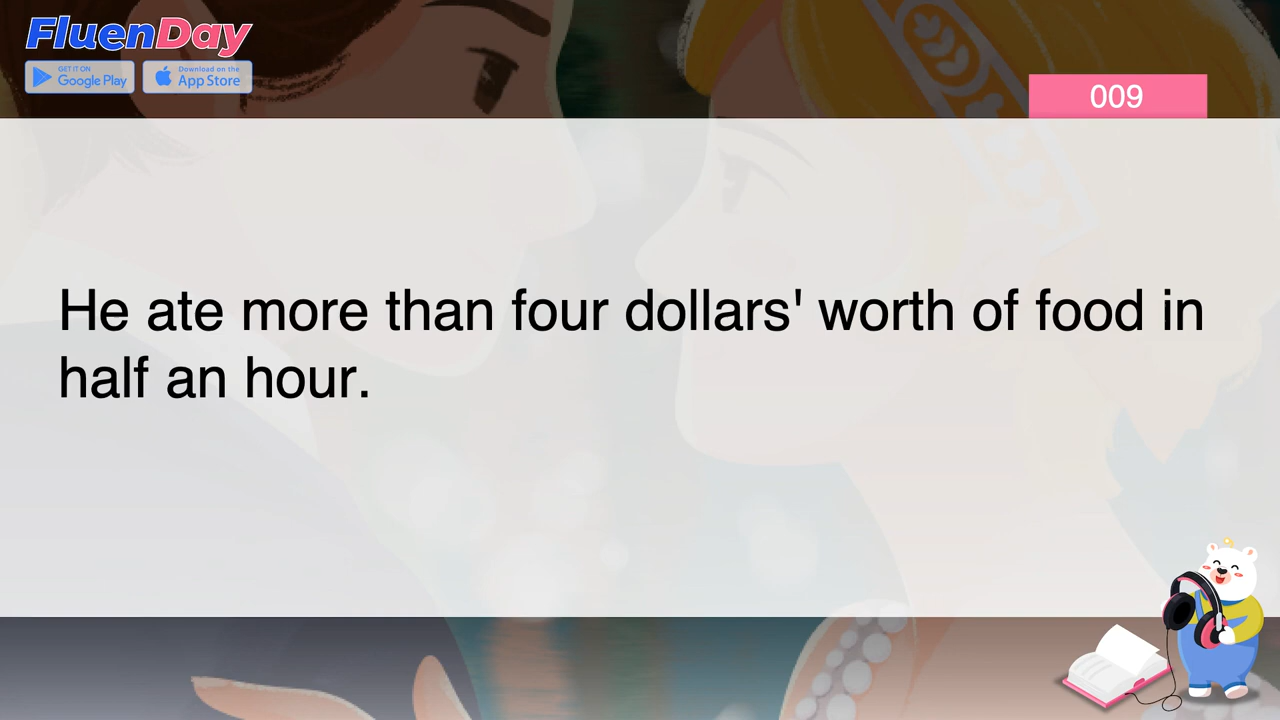 FluenDay
GET IT ON
Google Play
Download on the
App Store
009
He ate more than four dollars' worth of food in
half an hour.